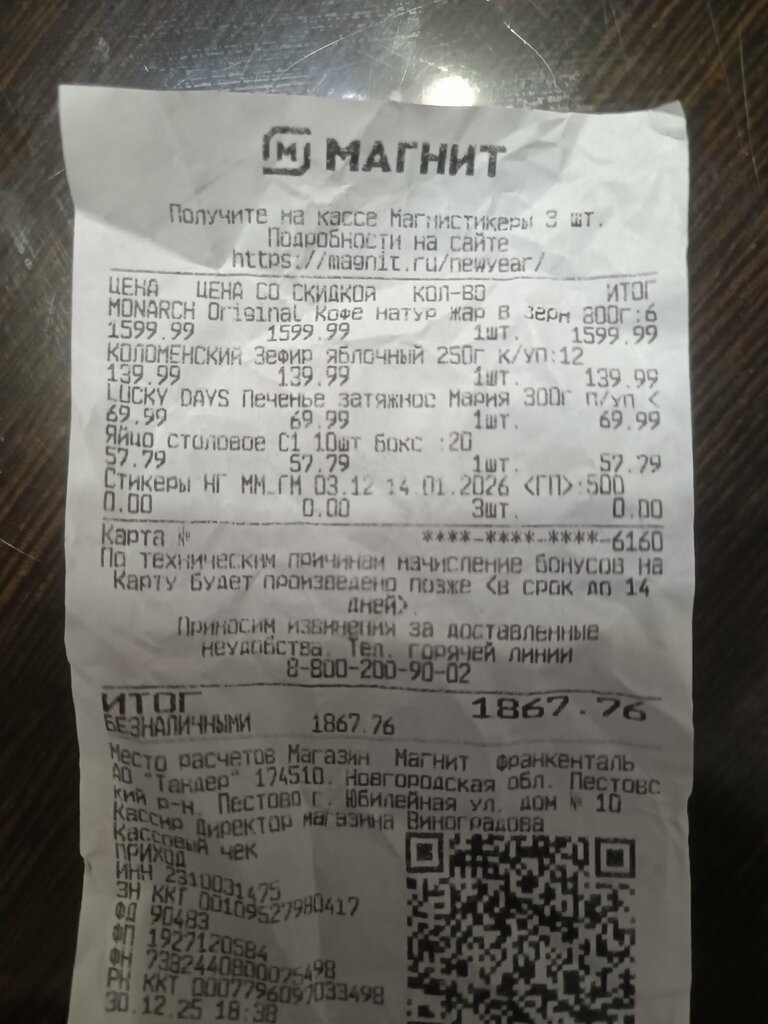 МАГНИТ
Получите на кассе Магнистикеры 3 шт.
Подробности на сайте
https://magnit.ru/newyear/
ЦЕНА ЦЕНА СО СКИДКОЙ КОЛ-ВО ИТОГ
MONARCH Original Кофе натур жар В Зерн 800г:6
1599.99 1599.99 1шт. 1599.99
КОЛОМЕНСКИЙ Зефир яблочный 250г к/уп:12
139.99 139.99 1шт. 139.99
LUCKY DAYS Печенье затяжное Мария 300г п/уп <
69.99 69.99 1шт. 69.99
Яйцо столовое С1 10шт бокс :20
57.79 57.79 1шт. 57.79
Стикеры НГ ММ_ГМ 03.12 14.01.2026 <ГП>:500
0.00 0.00 3шт. 0.00
Карта № ****-****-****-6160
По техническим причинам начисление бонусов на
Карту будет произведено позже <в срок до 14
дней>.
Приносим извинения за доставленные
неудобства. Тел. горячей линии
8-800-200-90-02
ИТОГ 1867.76
БЕЗНАЛИЧНЫМИ 1867.76
Место расчетов Магазин Магнит франкенталь
АО "Тандер" 174510. Новгородская обл. Пестовс
кий р-н, Пестово г. Юбилейная ул. дом № 10
Кассир Директор магазина Виноградова
Кассовый чек
ПРИХОД
ИНН 2310031475
ЗН ККТ 00109527980417
ФД 90483
ФП 1927120584
ФН 7382440800075498
РН ККТ 0007796097033498
30.12.25 18:38